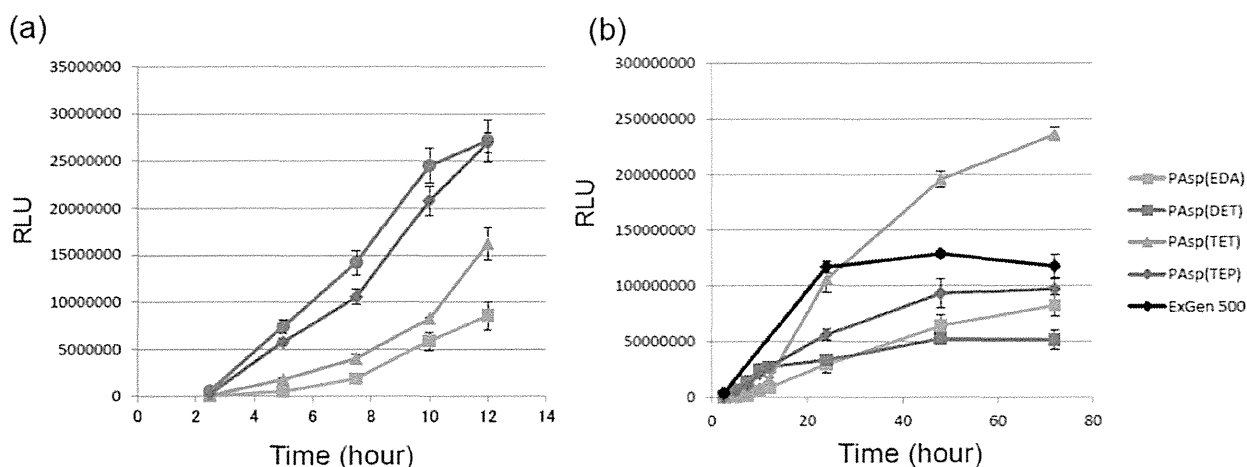 (a)
35000000
30000000
25000000
20000000
15000000
10000000
5000000
0
RLU
0 2 4 6 8 10 12 14
Time (hour)
(b)
300000000
250000000
200000000
150000000
100000000
50000000
0
RLU
0 20 40 60 80
Time (hour)
PAsp(EDA)
PAsp(DET)
PAsp(TET)
PAsp(TEP)
ExGen 500